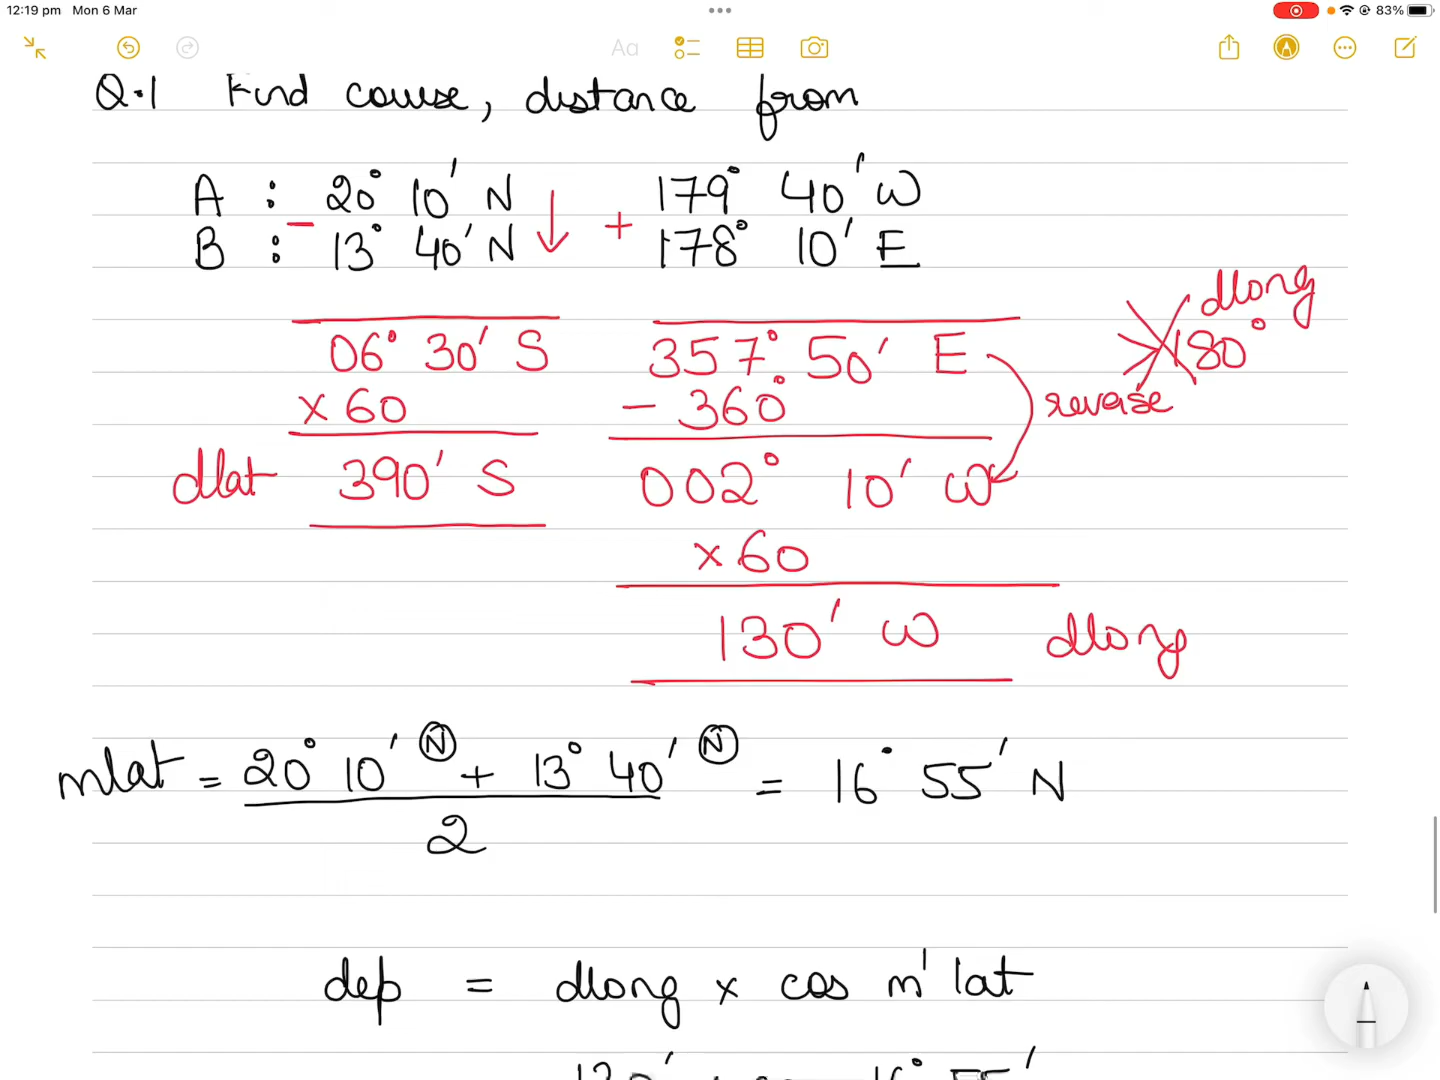 12:19 pm Mon 6 Mar
83%
Aa
Q.1 Find course, distance from
A : 20° 10' N 179° 40' W
B : − 13° 40' N ↓ + 178° 10' E
dlong
06° 30' S 357° 50' E 180°
× 60 − 360° reverse
dlat 390' S 002° 10' W
× 60
130' W dlong
mlat = 20° 10' N + 13° 40' N = 16° 55' N
2
dep = dlong × cos m' lat